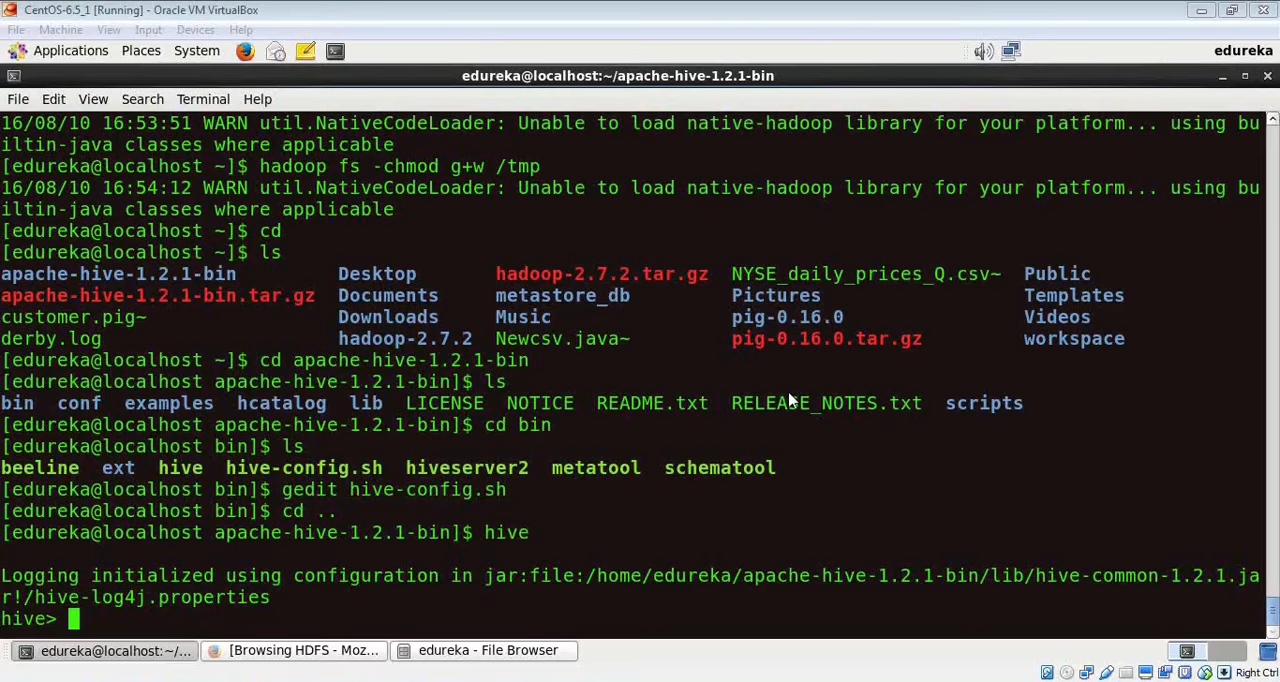 CentOS-6.5_1 [Running] - Oracle VM VirtualBox
File Machine View Input Devices Help
Applications Places System edureka
edureka@localhost:~/apache-hive-1.2.1-bin
File Edit View Search Terminal Help
16/08/10 16:53:51 WARN util.NativeCodeLoader: Unable to load native-hadoop library for your platform... using bu
iltin-java classes where applicable
[edureka@localhost ~]$ hadoop fs -chmod g+w /tmp
16/08/10 16:54:12 WARN util.NativeCodeLoader: Unable to load native-hadoop library for your platform... using bu
iltin-java classes where applicable
[edureka@localhost ~]$ cd
[edureka@localhost ~]$ ls
apache-hive-1.2.1-bin Desktop hadoop-2.7.2.tar.gz NYSE_daily_prices_Q.csv~ Public
apache-hive-1.2.1-bin.tar.gz Documents metastore_db Pictures Templates
customer.pig~ Downloads Music pig-0.16.0 Videos
derby.log hadoop-2.7.2 Newcsv.java~ pig-0.16.0.tar.gz workspace
[edureka@localhost ~]$ cd apache-hive-1.2.1-bin
[edureka@localhost apache-hive-1.2.1-bin]$ ls
bin conf examples hcatalog lib LICENSE NOTICE README.txt RELEASE_NOTES.txt scripts
[edureka@localhost apache-hive-1.2.1-bin]$ cd bin
[edureka@localhost bin]$ ls
beeline ext hive hive-config.sh hiveserver2 metatool schematool
[edureka@localhost bin]$ gedit hive-config.sh
[edureka@localhost bin]$ cd ..
[edureka@localhost apache-hive-1.2.1-bin]$ hive
Logging initialized using configuration in jar:file:/home/edureka/apache-hive-1.2.1-bin/lib/hive-common-1.2.1.ja
r!/hive-log4j.properties
hive>
edureka@localhost:~/... [Browsing HDFS - Moz... edureka - File Browser
Right Ctrl